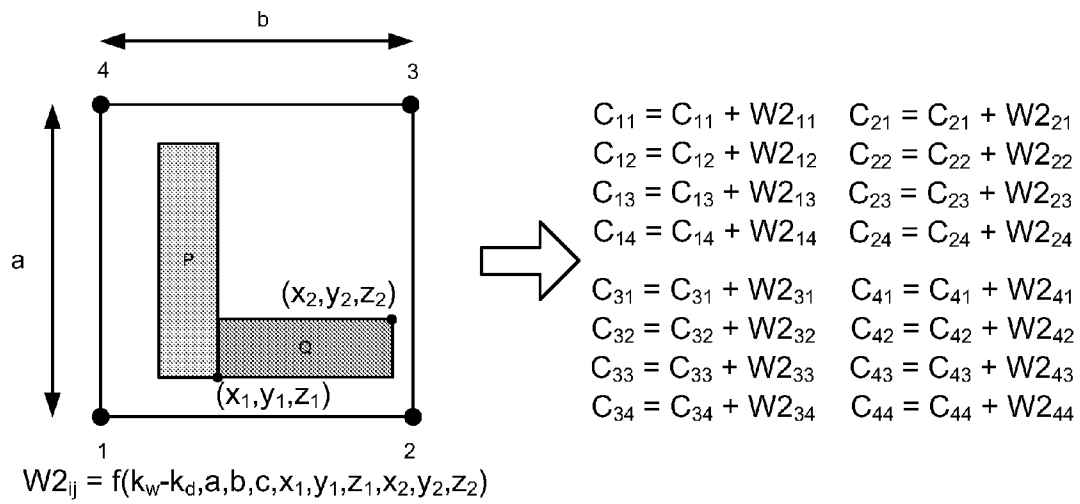 b
4 3
a
P
Q
(x₂,y₂,z₂)
(x₁,y₁,z₁)
1 2
W2ᵢⱼ = f(k_w-k_d,a,b,c,x₁,y₁,z₁,x₂,y₂,z₂)
C₁₁ = C₁₁ + W2₁₁ C₂₁ = C₂₁ + W2₂₁
C₁₂ = C₁₂ + W2₁₂ C₂₂ = C₂₂ + W2₂₂
C₁₃ = C₁₃ + W2₁₃ C₂₃ = C₂₃ + W2₂₃
C₁₄ = C₁₄ + W2₁₄ C₂₄ = C₂₄ + W2₂₄
C₃₁ = C₃₁ + W2₃₁ C₄₁ = C₄₁ + W2₄₁
C₃₂ = C₃₂ + W2₃₂ C₄₂ = C₄₂ + W2₄₂
C₃₃ = C₃₃ + W2₃₃ C₄₃ = C₄₃ + W2₄₃
C₃₄ = C₃₄ + W2₃₄ C₄₄ = C₄₄ + W2₄₄